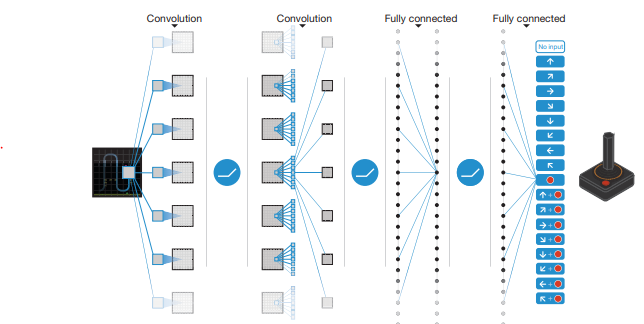 Convolution
Convolution
Fully connected
Fully connected
No input
+
+
+
+
+
+
+
+